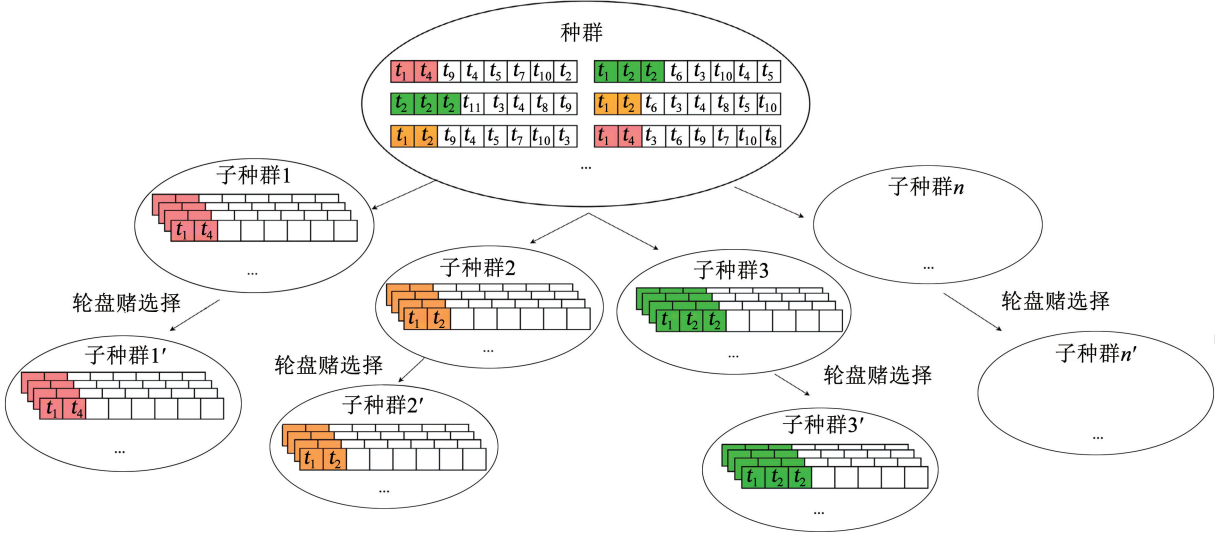 种群
t1 t4 t9 t4 t5 t7 t10 t2
t1 t2 t2 t6 t3 t10 t4 t5
t2 t2 t2 t11 t3 t4 t8 t9
t1 t2 t6 t3 t4 t8 t5 t10
t1 t2 t9 t4 t5 t7 t10 t3
t1 t4 t3 t6 t9 t7 t10 t8
...
子种群1
t1 t4
...
子种群n
...
子种群2
t1 t2
...
子种群3
t1 t2 t2
...
轮盘赌选择
轮盘赌选择
轮盘赌选择
轮盘赌选择
子种群1′
t1 t4
...
子种群n′
...
子种群2′
t1 t2
...
子种群3′
t1 t2 t2
...